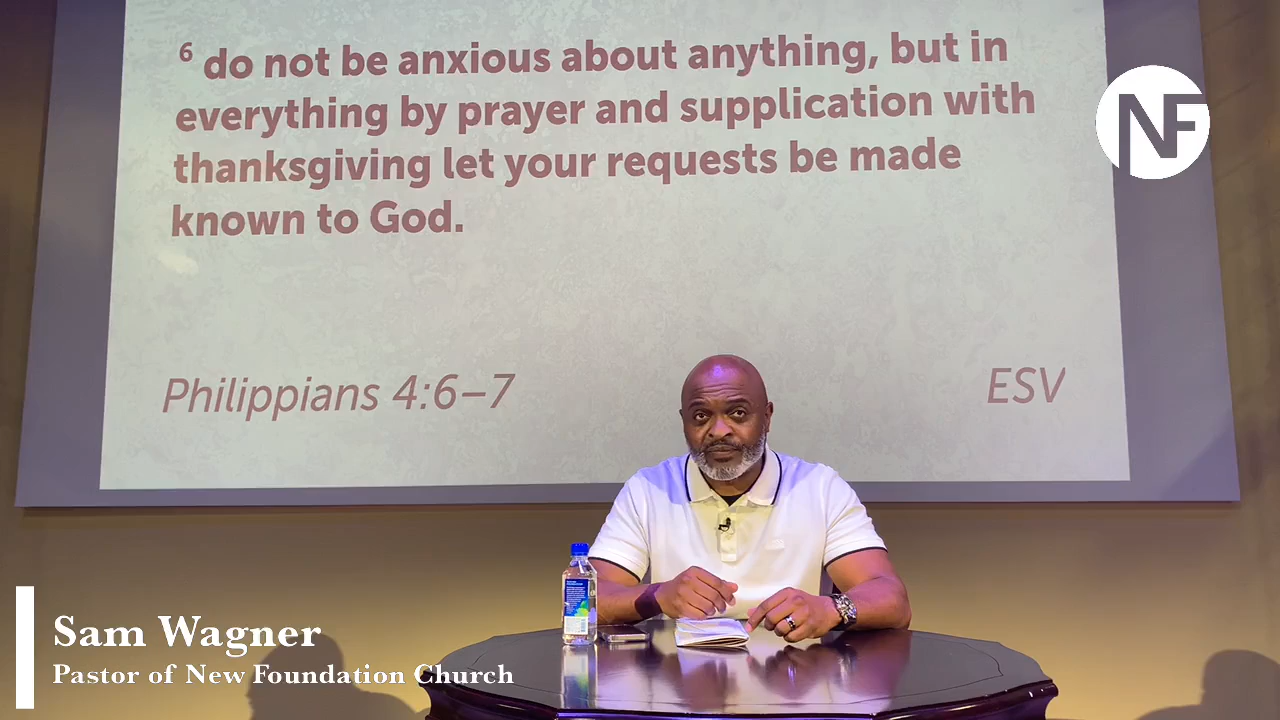 6 do not be anxious about anything, but in
everything by prayer and supplication with
thanksgiving let your requests be made
known to God.
Philippians 4:6–7
ESV
NF
Sam Wagner
Pastor of New Foundation Church